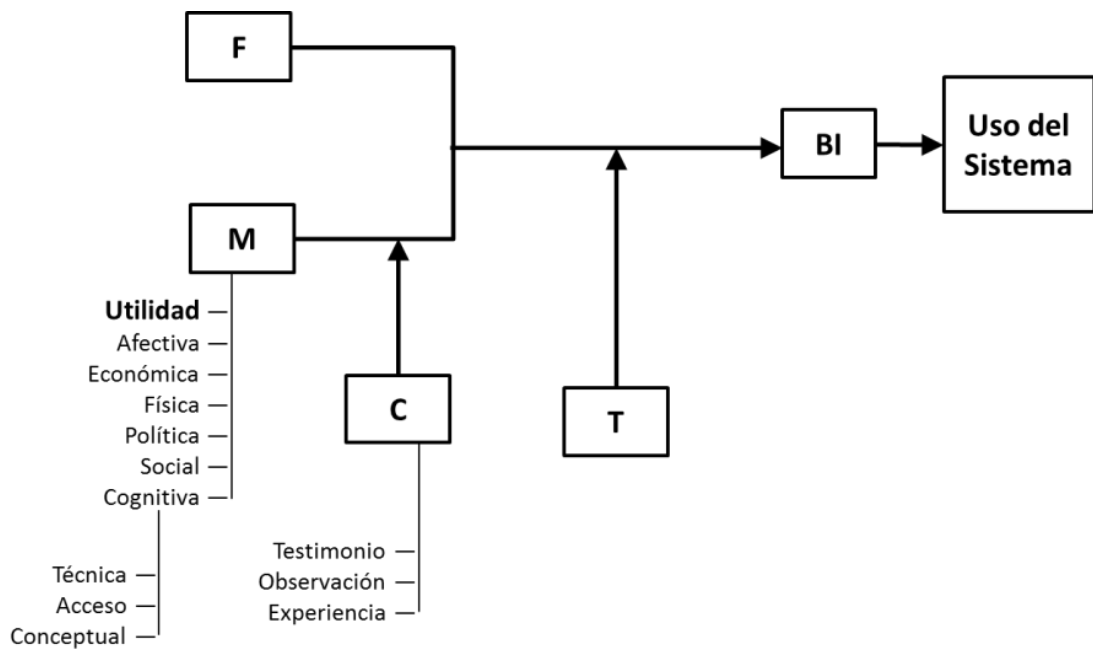 F
BI
Uso del
Sistema
M
Utilidad
Afectiva
Económica
Física
Política
Social
Cognitiva
Técnica
Acceso
Conceptual
C
Testimonio
Observación
Experiencia
T